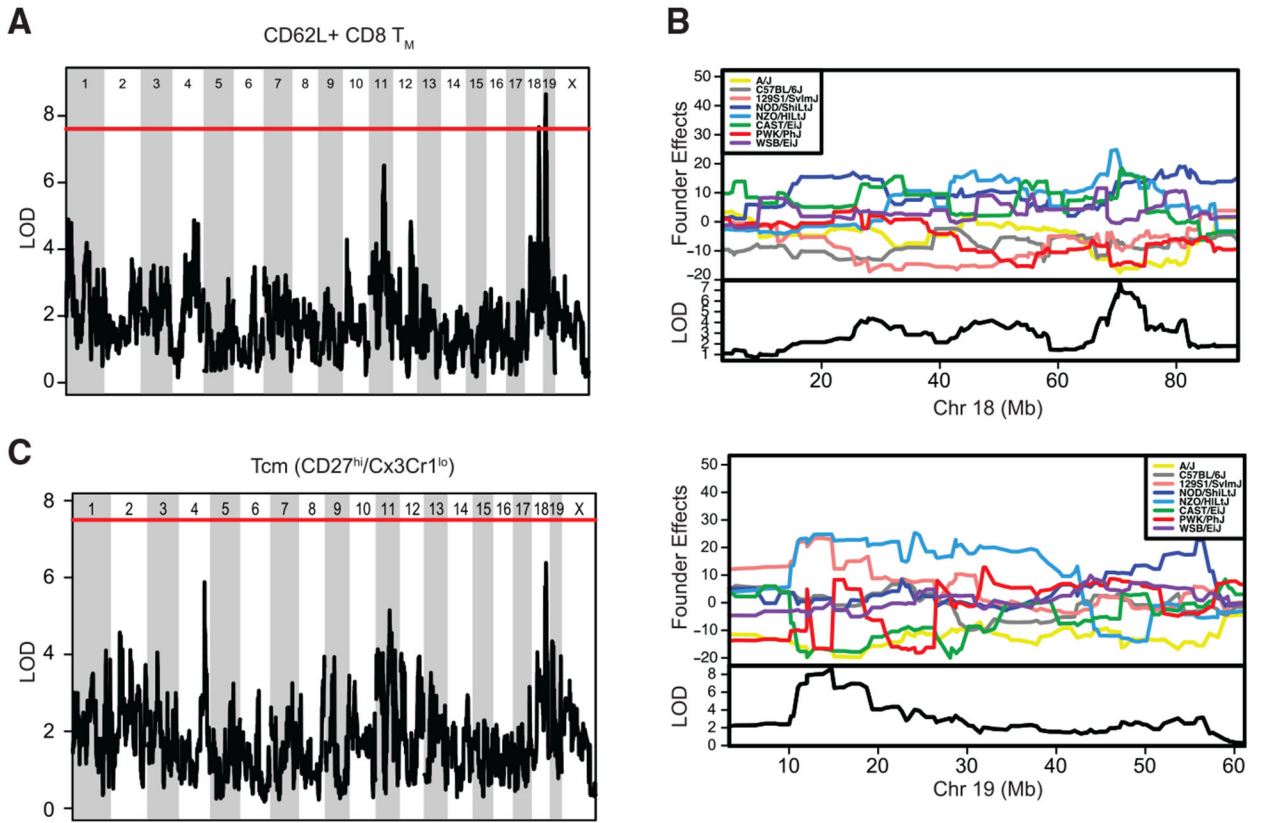 A
CD62L+ CD8 T_M
1 2 3 4 5 6 7 8 9 10 11 12 13 14 15 16 17 18 19 X
8
6
4
2
0
LOD
B
50
40
30
20
10
0
-10
-20
Founder Effects
A/J
C57BL/6J
129S1/SvImJ
NOD/ShiLtJ
NZO/HILtJ
CAST/EiJ
PWK/PhJ
WSB/EiJ
7
6
5
4
3
2
1
LOD
20 40 60 80
Chr 18 (Mb)
C
Tcm (CD27hi/Cx3Cr1lo)
1 2 3 4 5 6 7 8 9 10 11 12 13 14 15 16 17 18 19 X
8
6
4
2
0
LOD
50
40
30
20
10
0
-10
-20
Founder Effects
A/J
C57BL/6J
129S1/SvImJ
NOD/ShiLtJ
NZO/HILtJ
CAST/EiJ
PWK/PhJ
WSB/EiJ
8
6
4
2
0
LOD
10 20 30 40 50 60
Chr 19 (Mb)